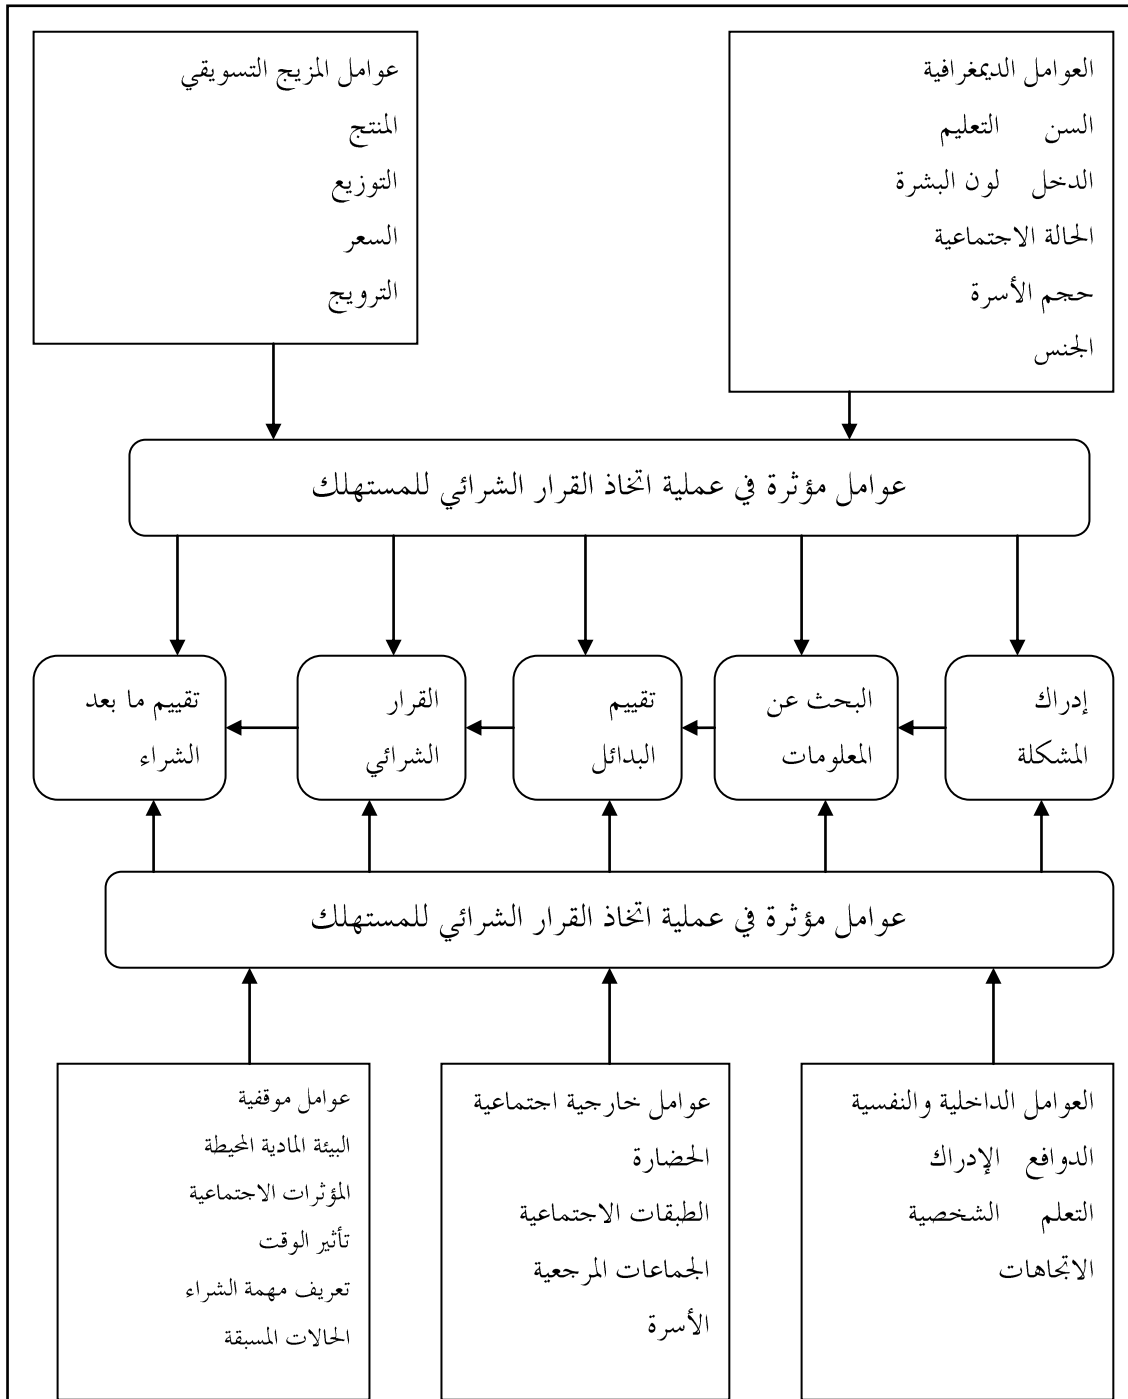 العوامل الديمغرافية
السن التعليم
الدخل لون البشرة
الحالة الاجتماعية
حجم الأسرة
الجنس
عوامل المزيج التسويقي
المنتج
التوزيع
السعر
الترويج
عوامل مؤثرة في عملية اتخاذ القرار الشرائي للمستهلك
إدراك
المشكلة
البحث عن
المعلومات
تقييم
البدائل
القرار
الشرائي
تقييم ما بعد
الشراء
عوامل مؤثرة في عملية اتخاذ القرار الشرائي للمستهلك
العوامل الداخلية والنفسية
الدوافع الإدراك
التعلم الشخصية
الاتجاهات
عوامل خارجية اجتماعية
الحضارة
الطبقات الاجتماعية
الجماعات المرجعية
الأسرة
عوامل موقفية
البيئة المادية المحيطة
المؤثرات الاجتماعية
تأثير الوقت
تعريف مهمة الشراء
الحالات المسبقة